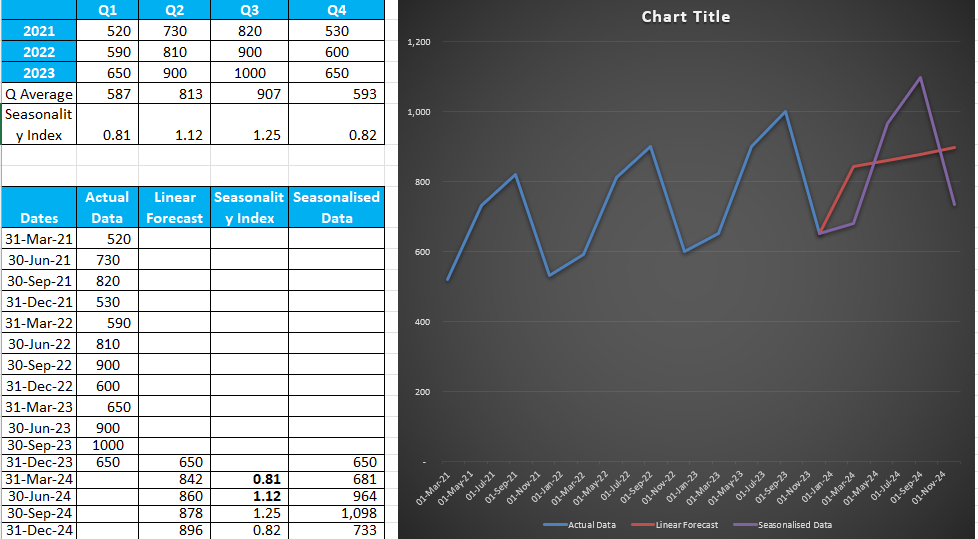 Q1 Q2 Q3 Q4
2021 520 730 820 530
2022 590 810 900 600
2023 650 900 1000 650
Q Average 587 813 907 593
Seasonalit
y Index 0.81 1.12 1.25 0.82
Actual Linear Seasonalit Seasonalised
Dates Data Forecast y Index Data
31-Mar-21 520
30-Jun-21 730
30-Sep-21 820
31-Dec-21 530
31-Mar-22 590
30-Jun-22 810
30-Sep-22 900
31-Dec-22 600
31-Mar-23 650
30-Jun-23 900
30-Sep-23 1000
31-Dec-23 650 650 650
31-Mar-24 842 0.81 681
30-Jun-24 860 1.12 964
30-Sep-24 878 1.25 1,098
31-Dec-24 896 0.82 733
Chart Title
1,200
1,000
800
600
400
200
-
01-Mar-21
01-May-21
01-Jul-21
01-Sep-21
01-Nov-21
01-Jan-22
01-Mar-22
01-May-22
01-Jul-22
01-Sep-22
01-Nov-22
01-Jan-23
01-Mar-23
01-May-23
01-Jul-23
01-Sep-23
01-Nov-23
01-Jan-24
01-Mar-24
01-May-24
01-Jul-24
01-Sep-24
01-Nov-24
Actual Data Linear Forecast Seasonalised Data